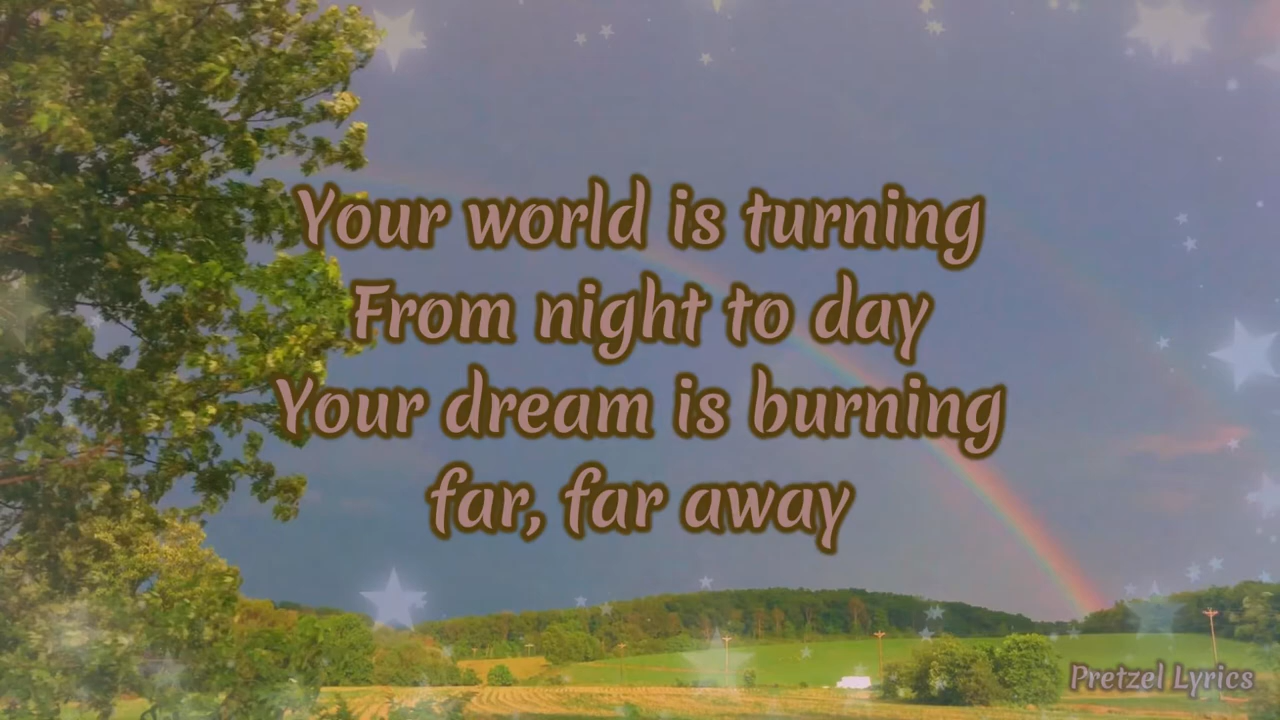 Your world is turning
From night to day
Your dream is burning
far, far away
Pretzel Lyrics